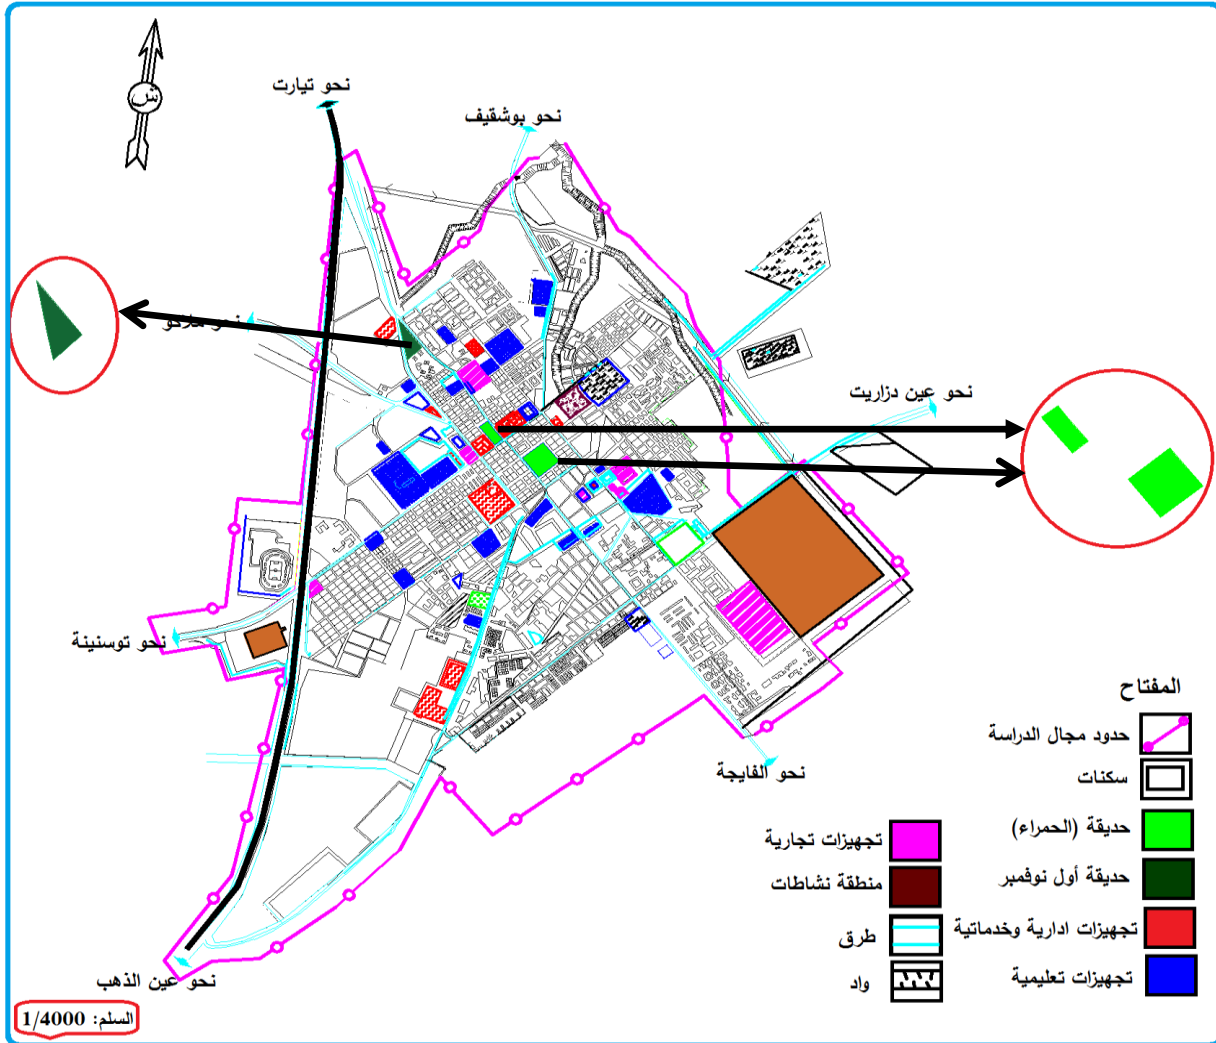 نحو تيارت
نحو بوشقيف
ش
نحو ملاكو
نحو عين دزاريت
نحو توسنينة
نحو الفايجة
نحو عين الذهب
المفتاح
حدود مجال الدراسة
سكنات
حديقة (الحمراء)
حديقة أول نوفمبر
تجهيزات ادارية وخدماتية
تجهيزات تعليمية
تجهيزات تجارية
منطقة نشاطات
طرق
واد
السلم: 1/4000